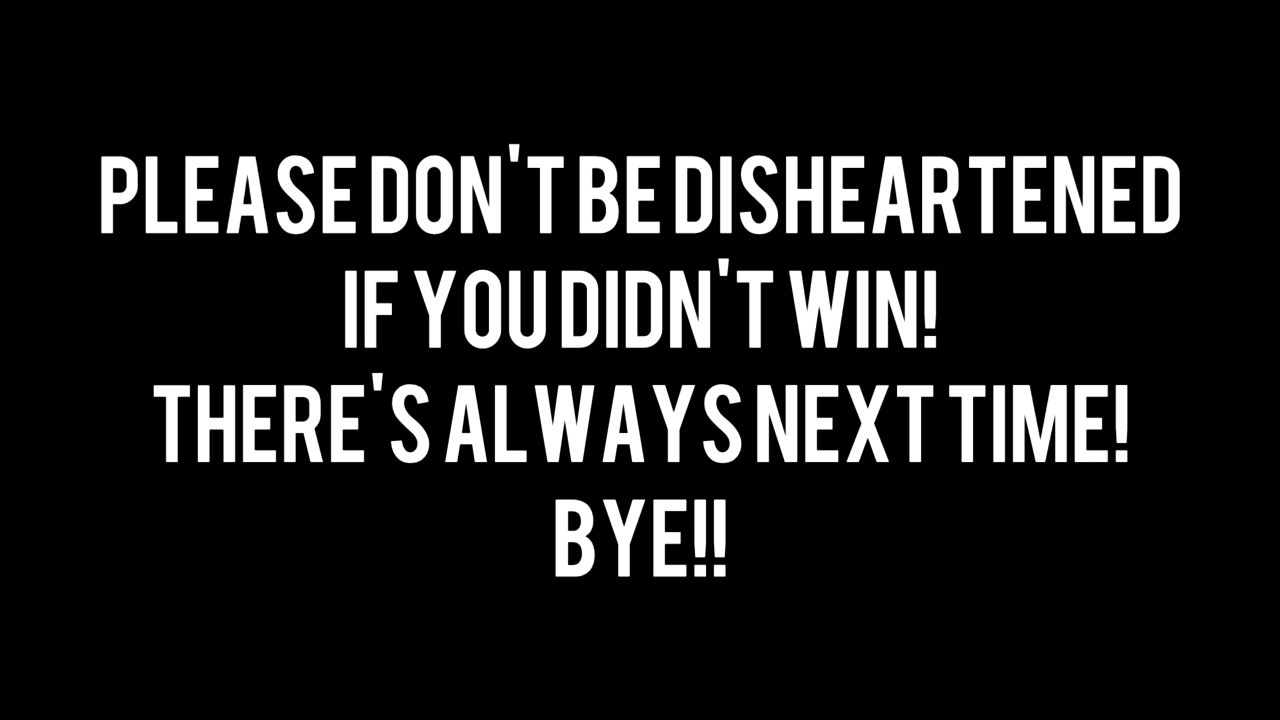 PLEASE DON'T BE DISHEARTENED
IF YOU DIDN'T WIN!
THERE'S ALWAYS NEXT TIME!
BYE!!